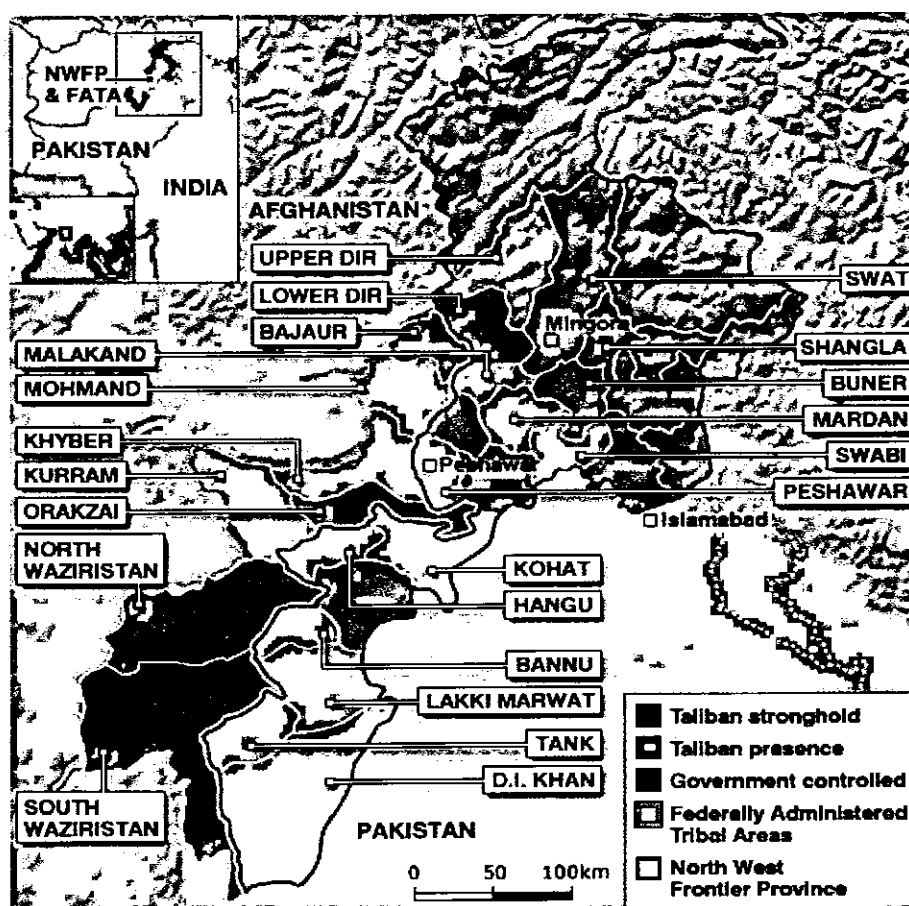 NWFP
& FATA
PAKISTAN
INDIA
AFGHANISTAN
UPPER DIR
LOWER DIR
BAJAUR
MALAKAND
MOHMAND
KHYBER
KURRAM
ORAKZAI
NORTH
WAZIRISTAN
SOUTH
WAZIRISTAN
Mingora
Peshawar
Islamabad
SWAT
SHANGLA
BUNER
MARDAN
SWABI
PESHAWAR
KOHAT
HANGU
BANNU
LAKKI MARWAT
TANK
D.I. KHAN
PAKISTAN
0 50 100km
Taliban stronghold
Taliban presence
Government controlled
Federally Administered
Tribal Areas
North West
Frontier Province